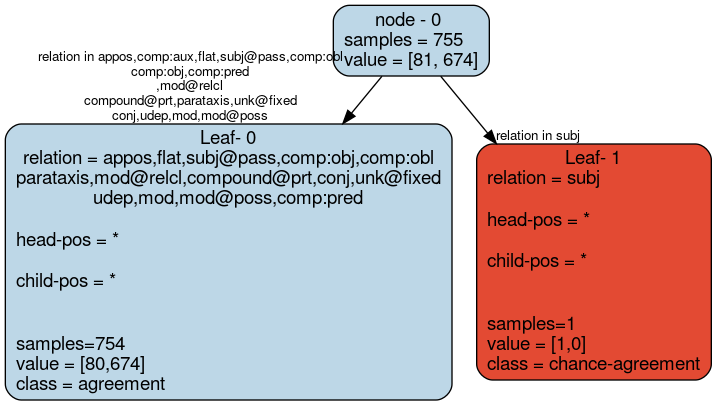 node - 0
samples = 755
value = [81, 674]
relation in appos,comp:aux,flat,subj@pass,comp:obl
comp:obj,comp:pred
,mod@relcl
compound@prt,parataxis,unk@fixed
conj,udep,mod,mod@poss
relation in subj
Leaf- 0
relation = appos,flat,subj@pass,comp:obj,comp:obl
parataxis,mod@relcl,compound@prt,conj,unk@fixed
udep,mod,mod@poss,comp:pred
head-pos = *
child-pos = *
samples=754
value = [80,674]
class = agreement
Leaf- 1
relation = subj
head-pos = *
child-pos = *
samples=1
value = [1,0]
class = chance-agreement